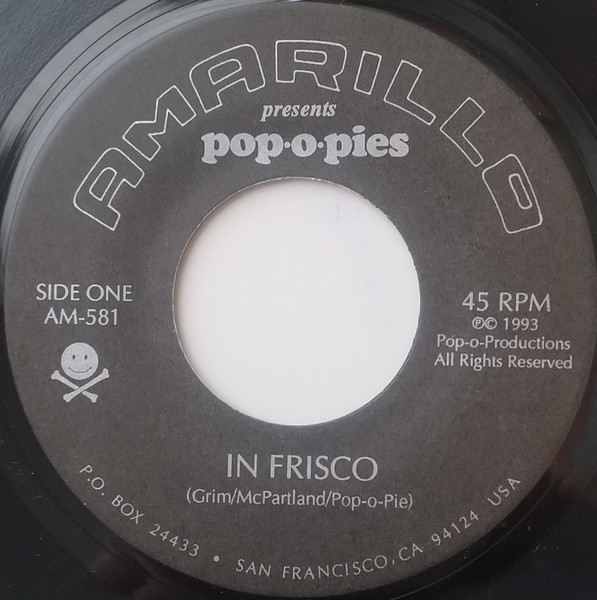 AMARILLO
presents
pop·o·pies
SIDE ONE
AM-581
45 RPM
℗© 1993
Pop-o-Productions
All Rights Reserved
IN FRISCO
(Grim/McPartland/Pop-o-Pie)
P.O. BOX 24433 • SAN FRANCISCO, CA 94124 USA